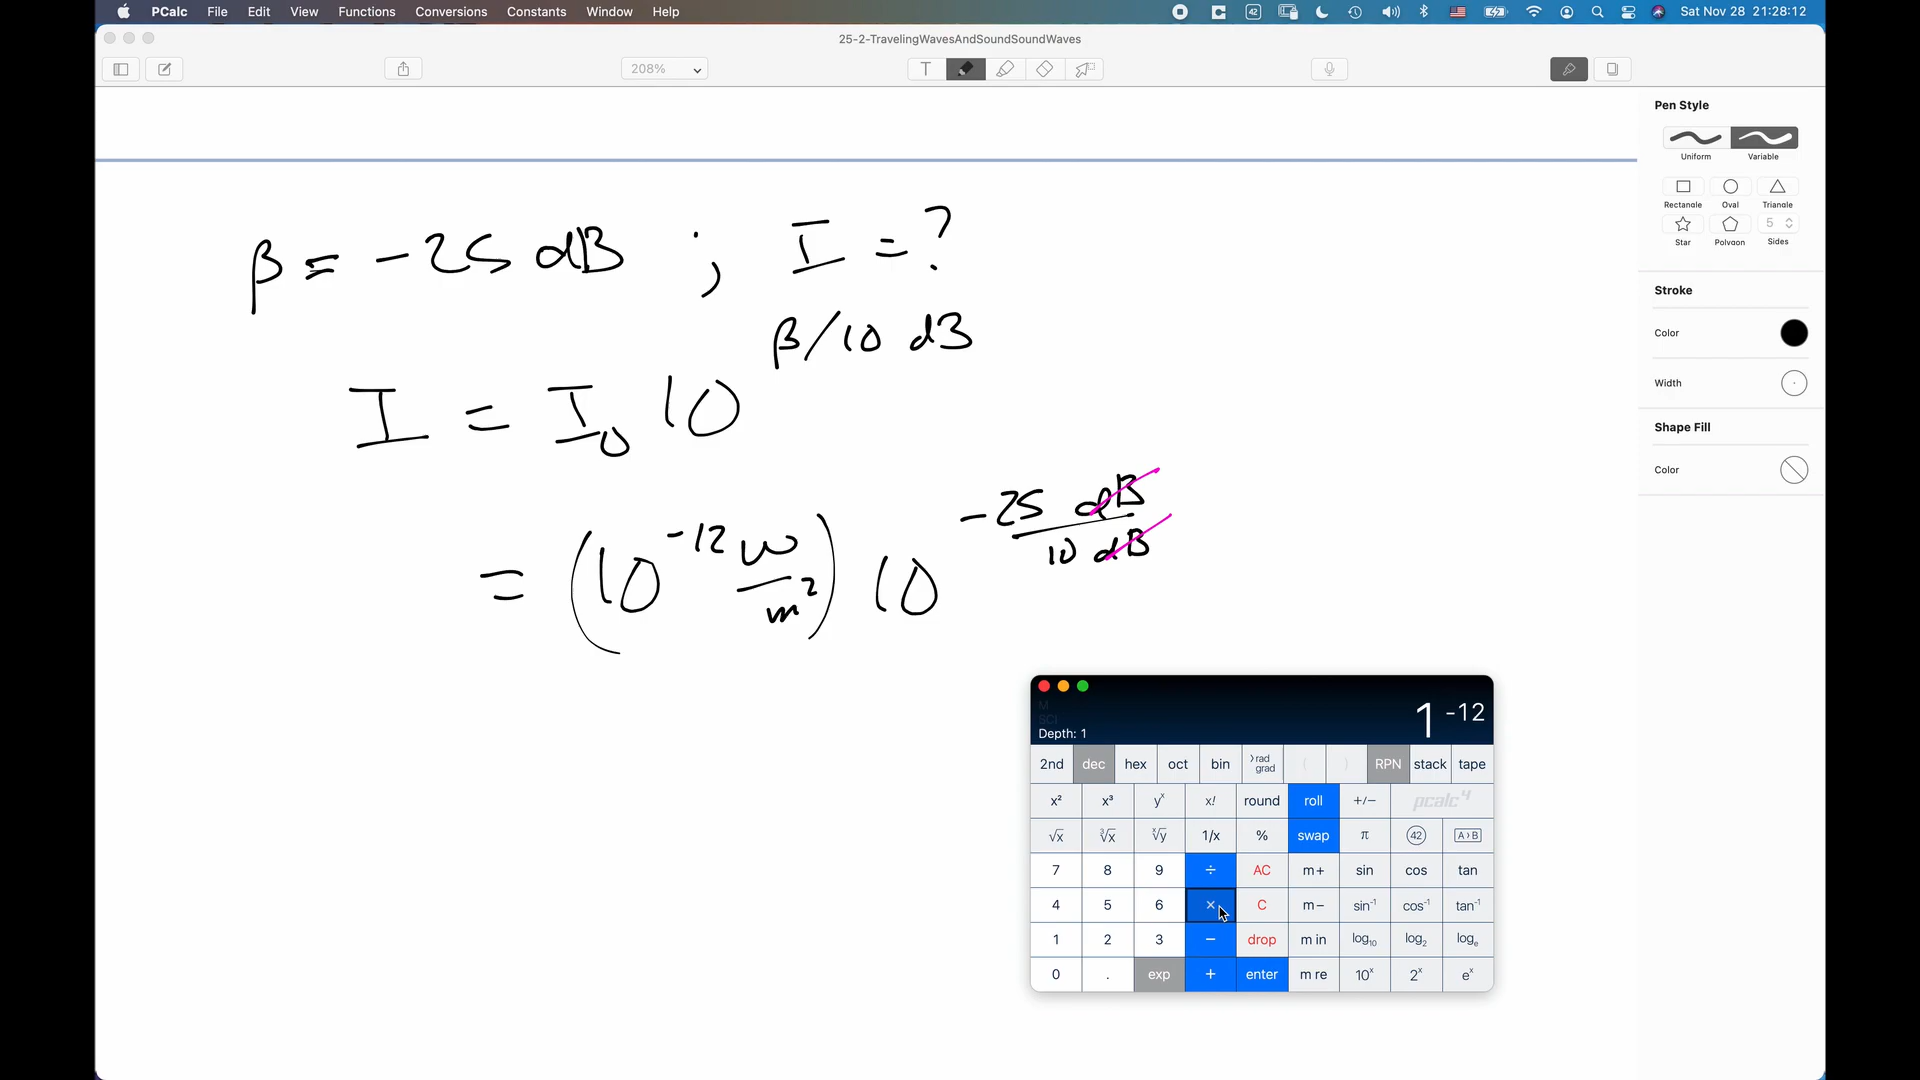 PCalc File Edit View Functions Conversions Constants Window Help 42 Sat Nov 28 21:28:12
25-2-TravelingWavesAndSoundSoundWaves
208% T
Pen Style
Uniform Variable
Rectangle Oval Triangle
5
Star Polygon Sides
Stroke
Color
Width
Shape Fill
Color
β = -25 dB ; I = ?
I = I₀ 10^(β/10 dB)
= (10^-12 W/m²) 10^(-25 dB/10 dB)
M
SCI
Depth: 1
1 -12
2nd dec hex oct bin ›rad grad ( ) RPN stack tape
x² x³ yˣ x! round roll +/− pcalc4
√x ∛x ˣ√y 1/x % swap π 42 A›B
7 8 9 ÷ AC m+ sin cos tan
4 5 6 × C m− sin⁻¹ cos⁻¹ tan⁻¹
1 2 3 − drop m in log₁₀ log₂ logₑ
0 . exp + enter m re 10ˣ 2ˣ eˣ